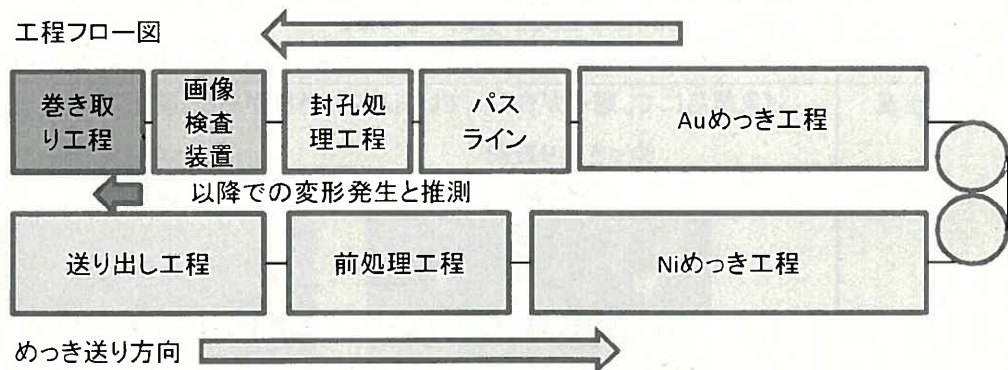 工程フロー図
巻き取
り工程
画像
検査
装置
封孔処
理工程
パス
ライン
Auめっき工程
以降での変形発生と推測
送り出し工程
前処理工程
Niめっき工程
めっき送り方向